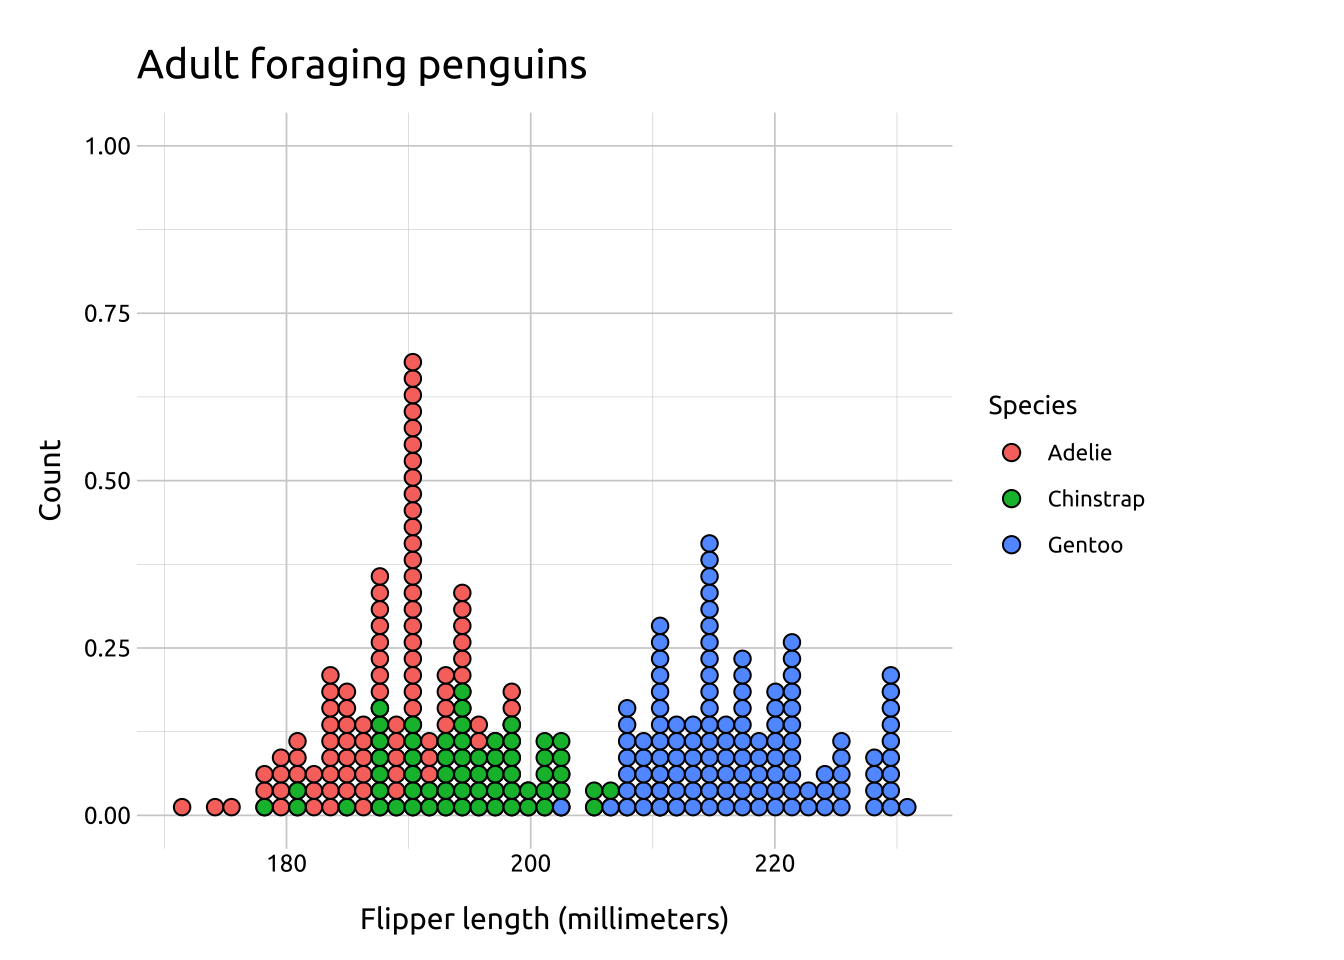 Adult foraging penguins
1.00
0.75
0.50
0.25
0.00
Count
180 200 220
Flipper length (millimeters)
Species
Adelie
Chinstrap
Gentoo